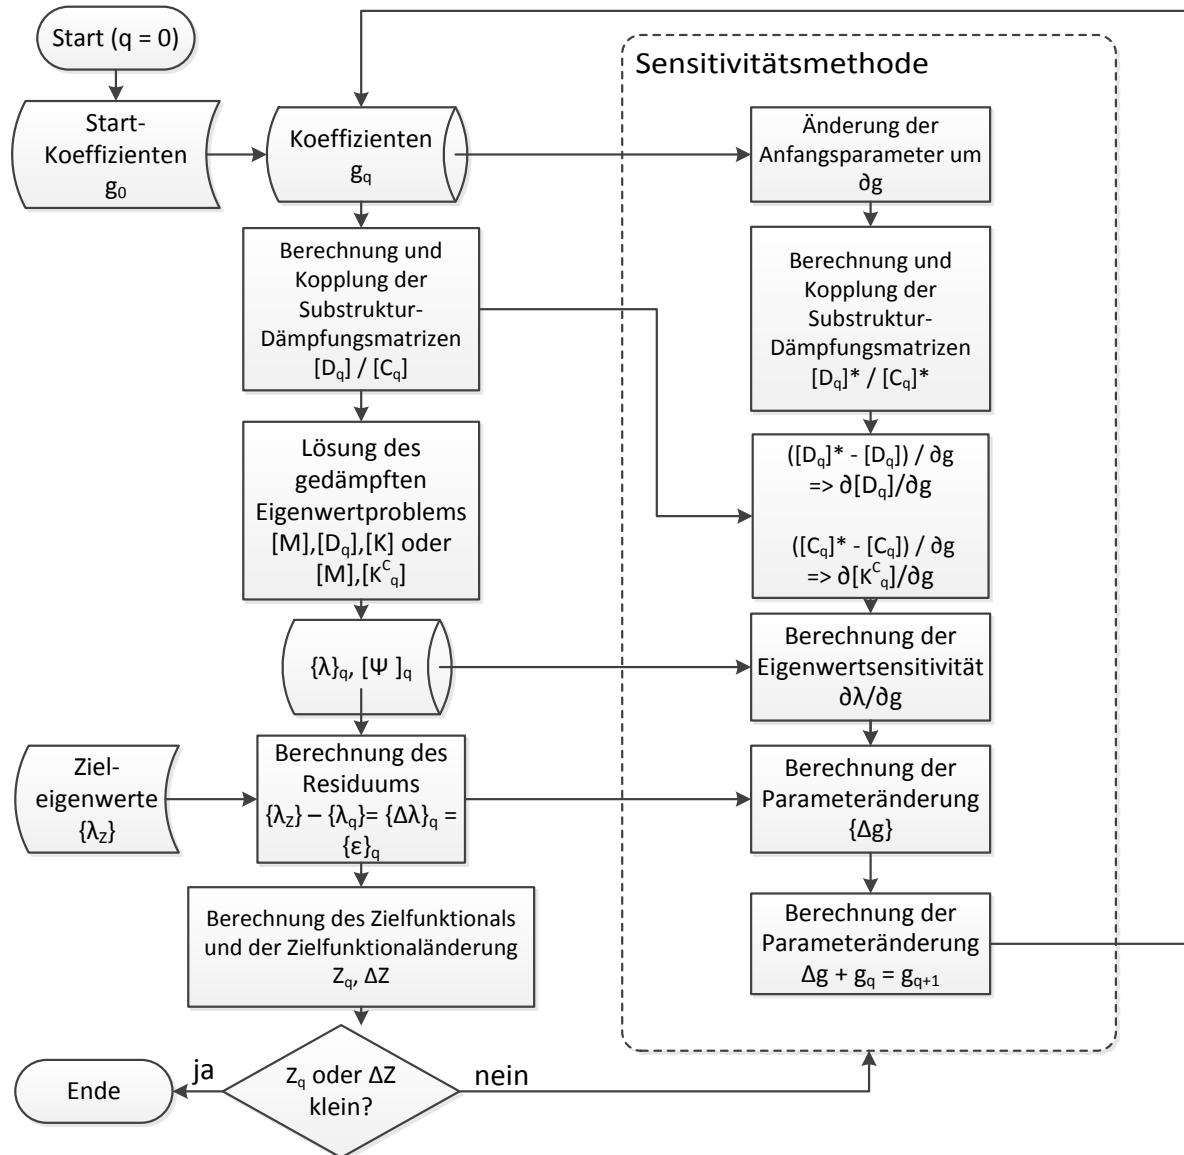 Start (q = 0)
Start-
Koeffizienten
g₀
Koeffizienten
g_q
Berechnung und
Kopplung der
Substruktur-
Dämpfungsmatrizen
[D_q] / [C_q]
Lösung des
gedämpften
Eigenwertproblems
[M],[D_q],[K] oder
[M],[K^C_q]
{λ}_q, [Ψ ]_q
Ziel-
eigenwerte
{λ_Z}
Berechnung des
Residuums
{λ_Z} – {λ_q}= {Δλ}_q =
{ε}_q
Berechnung des Zielfunktionals
und der Zielfunktionaländerung
Z_q, ΔZ
Z_q oder ΔZ
klein?
ja
nein
Ende
Sensitivitätsmethode
Änderung der
Anfangsparameter um
∂g
Berechnung und
Kopplung der
Substruktur-
Dämpfungsmatrizen
[D_q]* / [C_q]*
([D_q]* - [D_q]) / ∂g
=> ∂[D_q]/∂g
([C_q]* - [C_q]) / ∂g
=> ∂[K^C_q]/∂g
Berechnung der
Eigenwertsensitivität
∂λ/∂g
Berechnung der
Parameteränderung
{Δg}
Berechnung der
Parameteränderung
Δg + g_q = g_{q+1}